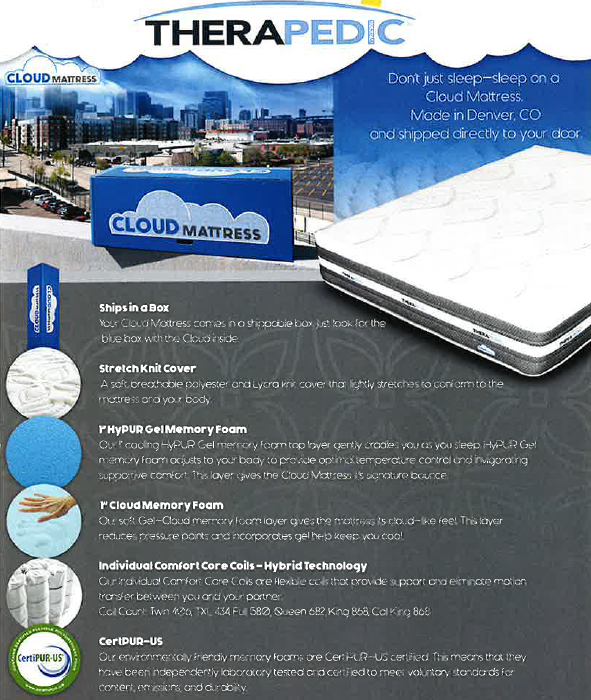 THERAPEDIC
CLOUD MATTRESS
Don't just sleep—sleep on a
Cloud Mattress.
Made in Denver, CO
and shipped directly to your door.
CLOUD MATTRESS
Ships in a Box
Your Cloud Mattress comes in a shippable box, just look for the
blue box with the Cloud inside.
Stretch Knit Cover
A soft, breathable polyester and Lycra knit cover that lightly stretches to conform to the
mattress and your body.
1" HyPUR Gel Memory Foam
Our 1" cooling HyPUR Gel memory foam top layer gently cradles you as you sleep. HyPUR Gel
memory foam adjusts to your body to provide optimal temperature control and invigorating
supportive comfort. This layer gives the Cloud Mattress it's signature bounce.
1" Cloud Memory Foam
Our soft Gel-Cloud memory foam layer gives the mattress its cloud-like feel. This layer
reduces pressure points and incorporates gel help keep you cool.
Individual Comfort Core Coils - Hybrid Technology
Our Individual Comfort Core Coils are flexible coils that provide support and eliminate motion
transfer between you and your partner.
Coil Count: Twin TXL 434, Full Queen 682, King 868, Cal King 868
CertiPUR-US
CertiPUR-US
Our environmentally friendly memory foams are CertiPUR-US certified. This means that they
have been independently laboratory tested and certified to meet voluntary standards for
content, emissions, and durability.